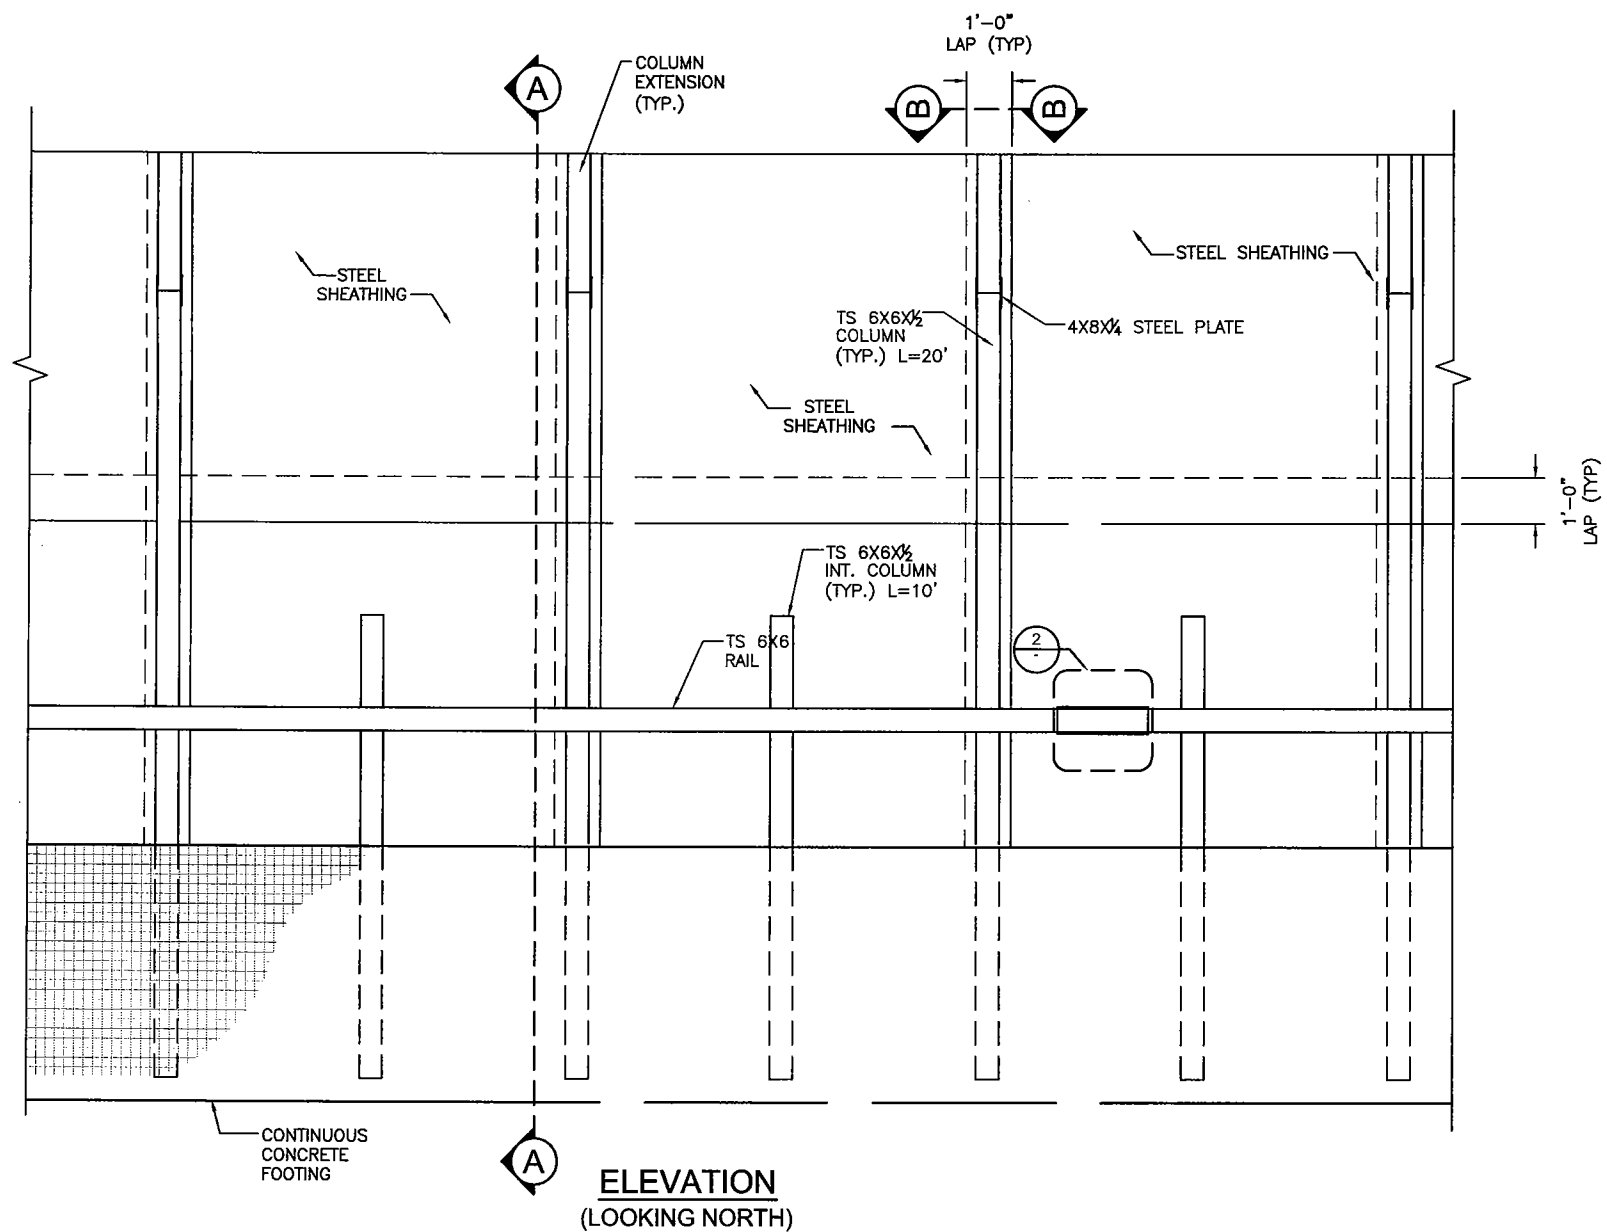 1'-0"
LAP (TYP)
A
COLUMN
EXTENSION
(TYP.)
B
B
STEEL
SHEATHING
STEEL SHEATHING
TS 6X6X½
COLUMN
(TYP.) L=20'
4X8X¼ STEEL PLATE
STEEL
SHEATHING
1'-0"
LAP (TYP)
TS 6X6X½
INT. COLUMN
(TYP.) L=10'
TS 6X6
RAIL
2
-
CONTINUOUS
CONCRETE
FOOTING
A
ELEVATION
(LOOKING NORTH)